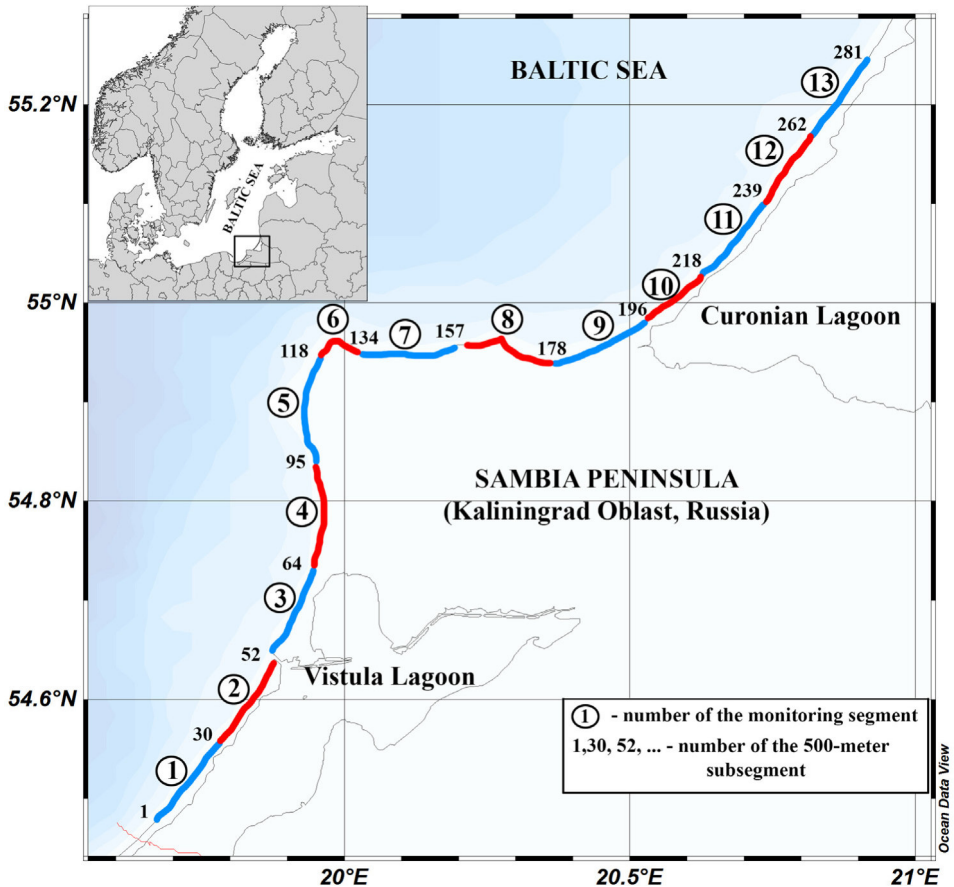 BALTIC SEA
BALTIC SEA
281
13
55.2°N
262
12
239
11
218
55°N
10
196
Curonian Lagoon
6
134
7
157
8
9
118
178
5
95
SAMBIA PENINSULA
(Kaliningrad Oblast, Russia)
54.8°N
4
64
3
52
Vistula Lagoon
2
54.6°N
30
1
1
1 - number of the monitoring segment
1,30, 52, ... - number of the 500-meter
subsegment
Ocean Data View
20°E
20.5°E
21°E